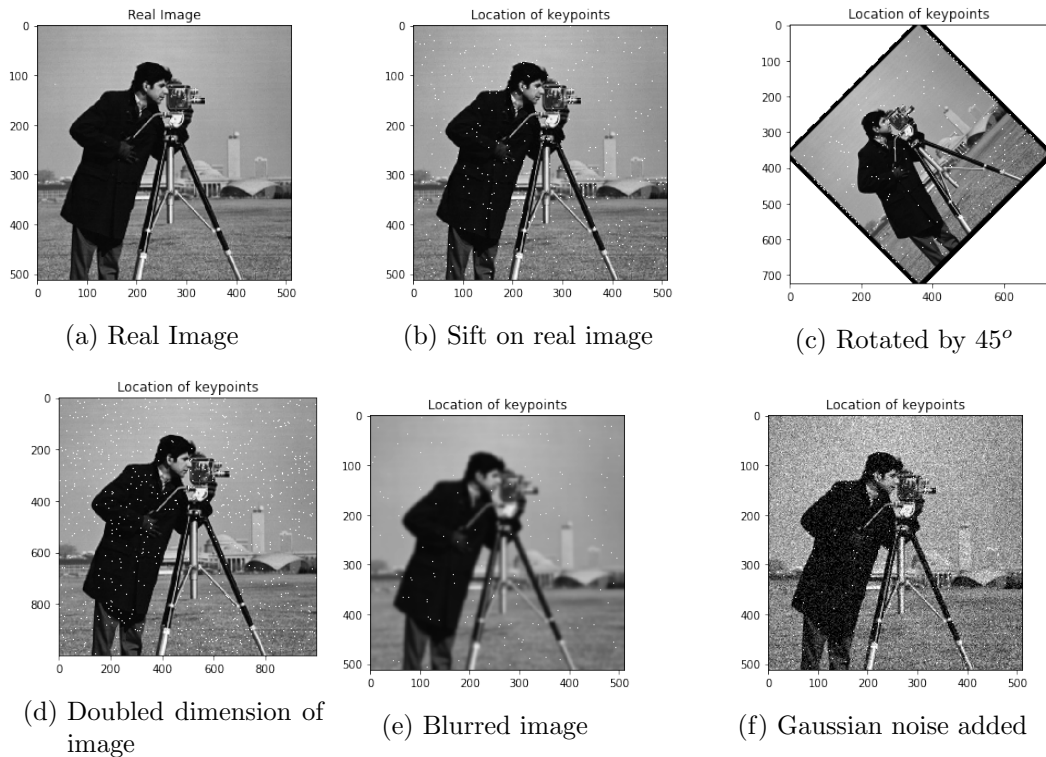 Real Image
0
100
200
300
400
500
0 100 200 300 400 500
(a) Real Image
Location of keypoints
0
100
200
300
400
500
0 100 200 300 400 500
(b) Sift on real image
Location of keypoints
0
100
200
300
400
500
600
700
0 200 400 600
(c) Rotated by 45°
Location of keypoints
0
200
400
600
800
0 200 400 600 800
(d) Doubled dimension of
image
Location of keypoints
0
100
200
300
400
500
0 100 200 300 400 500
(e) Blurred image
Location of keypoints
0
100
200
300
400
500
0 100 200 300 400 500
(f) Gaussian noise added